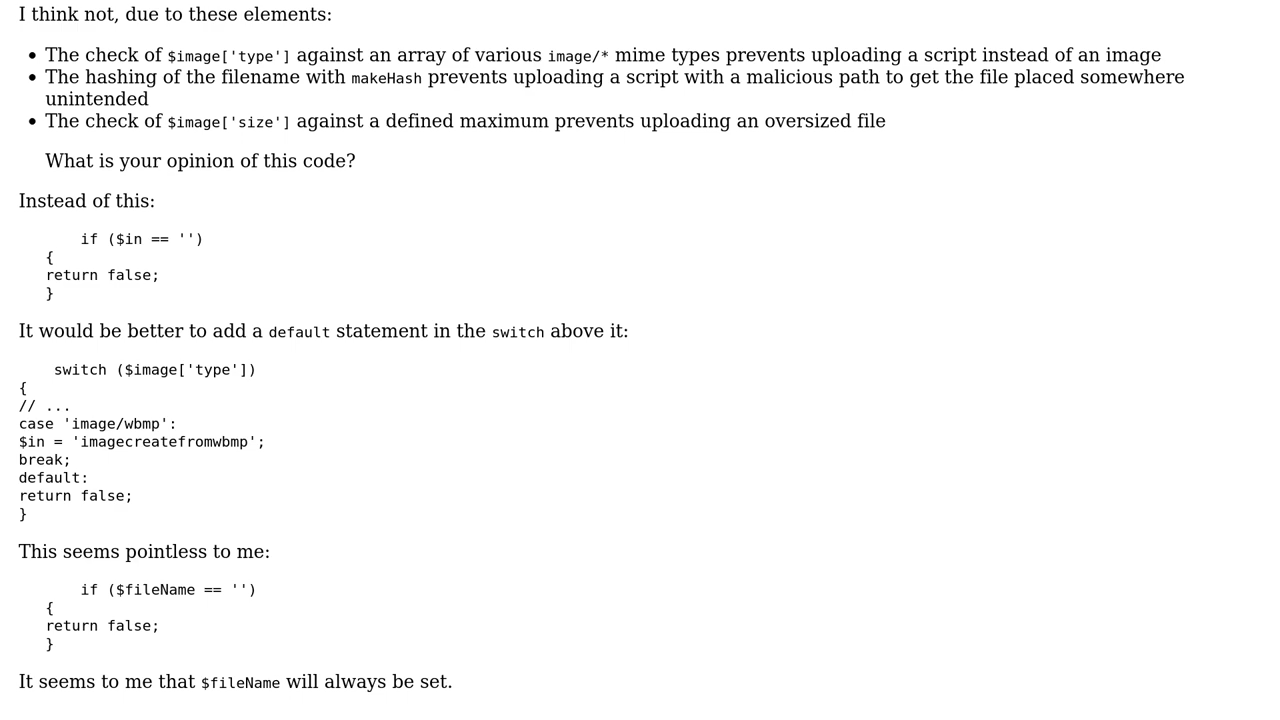 I think not, due to these elements:
• The check of $image['type'] against an array of various image/* mime types prevents uploading a script instead of an image
• The hashing of the filename with makeHash prevents uploading a script with a malicious path to get the file placed somewhere
unintended
• The check of $image['size'] against a defined maximum prevents uploading an oversized file
What is your opinion of this code?
Instead of this:
if ($in == '')
{
return false;
}
It would be better to add a default statement in the switch above it:
switch ($image['type'])
{
// ...
case 'image/wbmp':
$in = 'imagecreatefromwbmp';
break;
default:
return false;
}
This seems pointless to me:
if ($fileName == '')
{
return false;
}
It seems to me that $fileName will always be set.